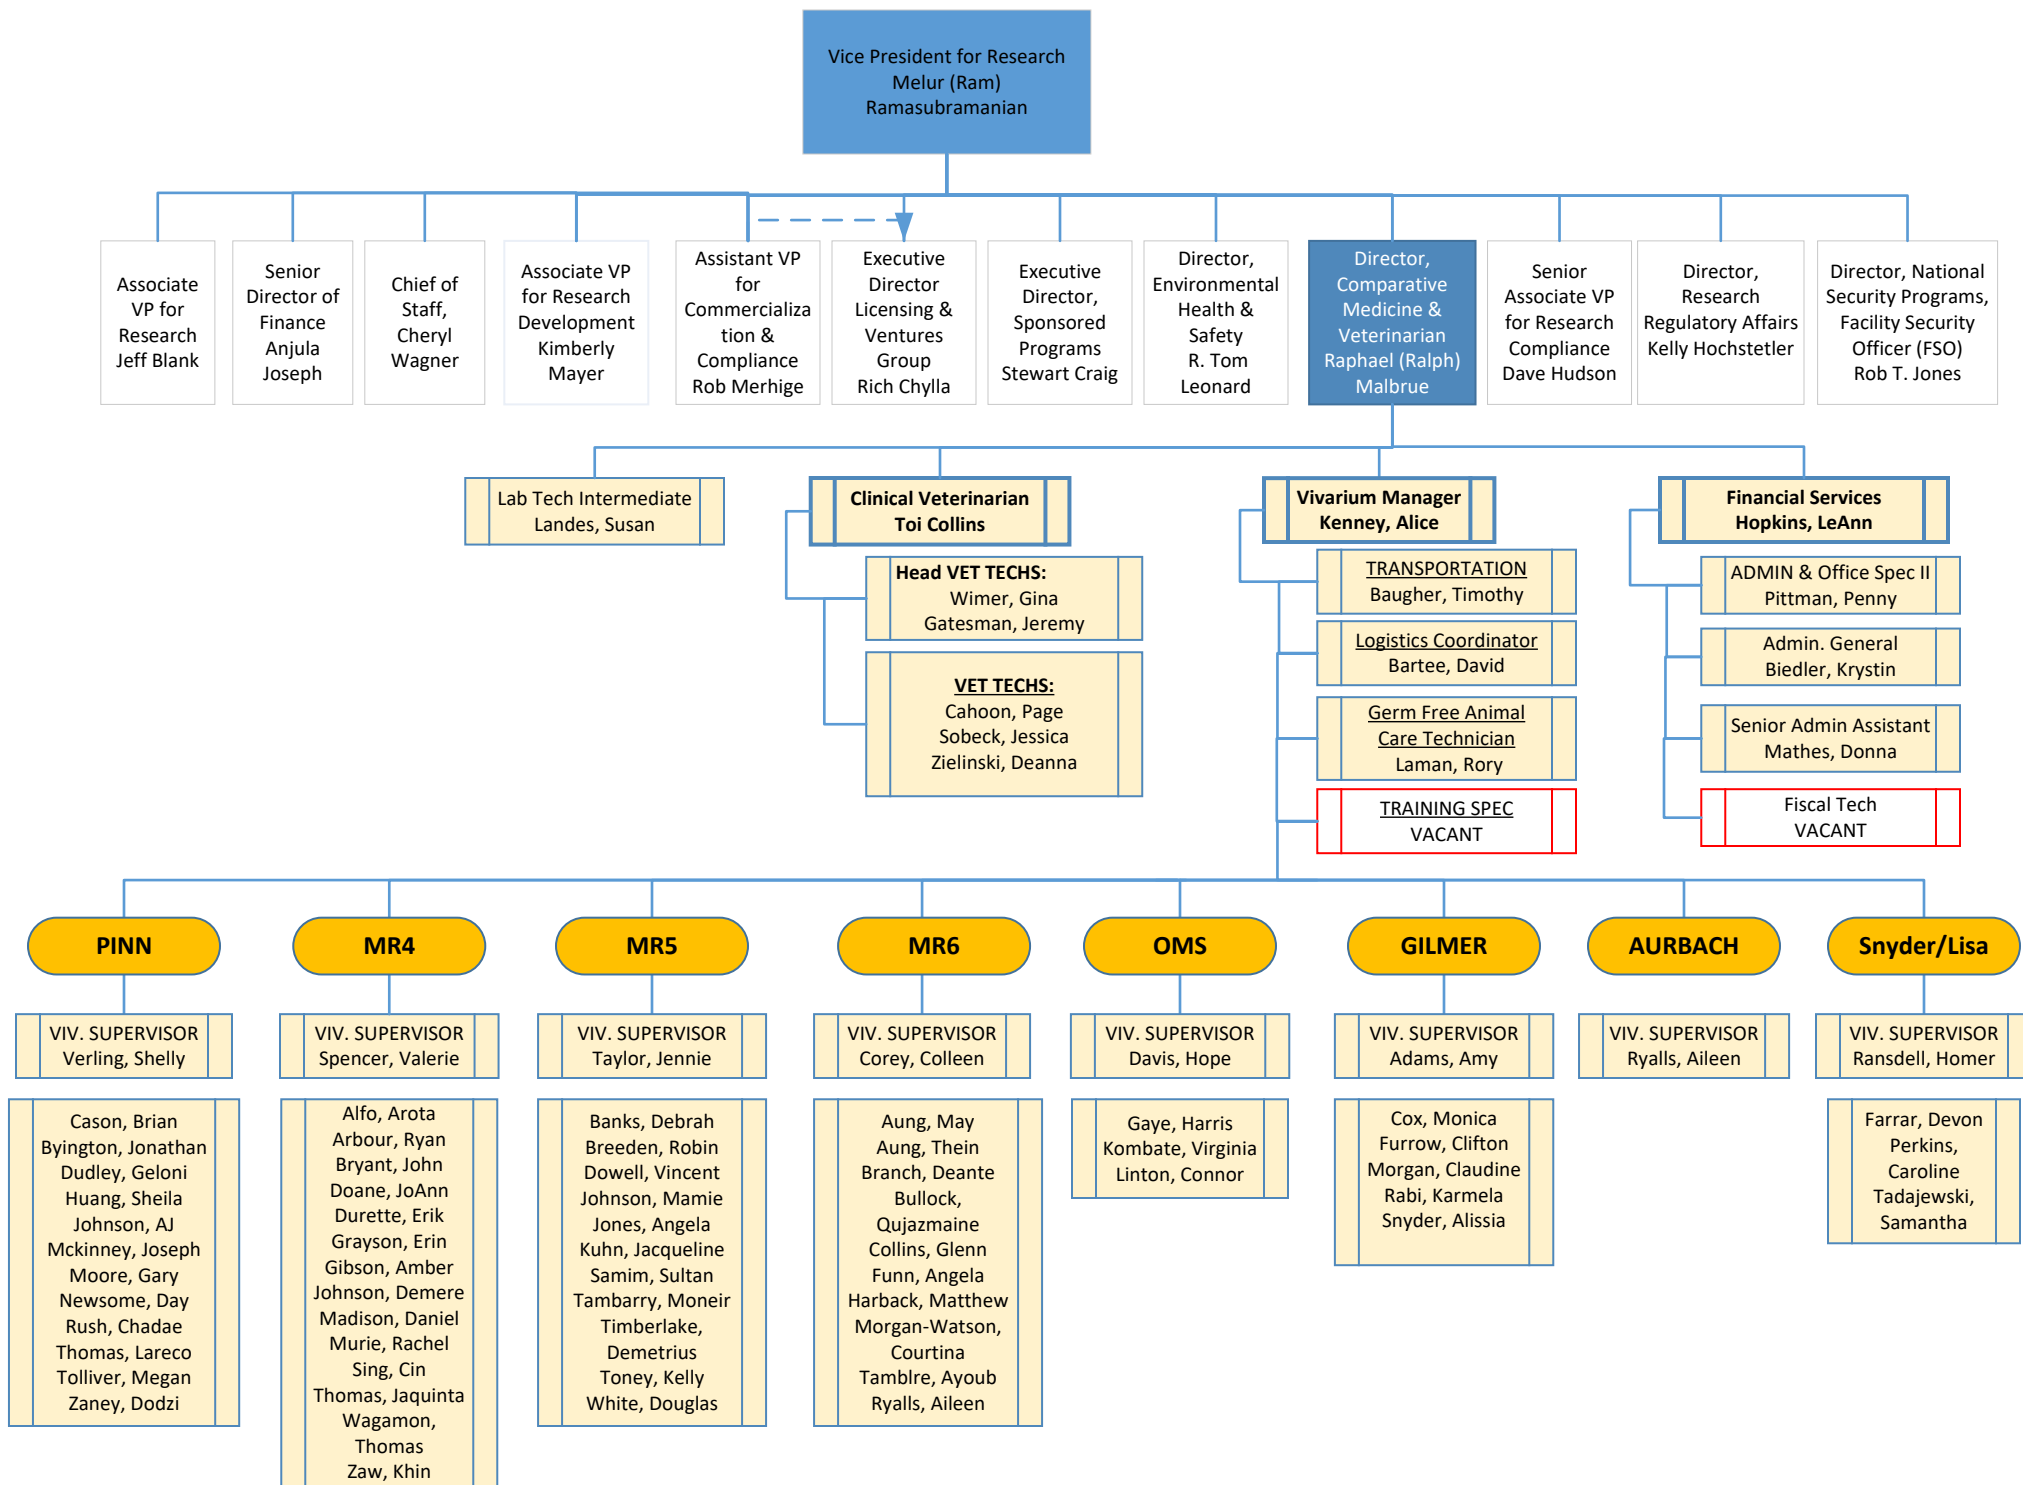 Vice President for Research
Melur (Ram)
Ramasubramanian
Associate
VP for
Research
Jeff Blank
Senior
Director of
Finance
Anjula
Joseph
Chief of
Staff,
Cheryl
Wagner
Associate VP
for Research
Development
Kimberly
Mayer
Assistant VP
for
Commercializa
tion &
Compliance
Rob Merhige
Executive
Director
Licensing &
Ventures
Group
Rich Chylla
Executive
Director,
Sponsored
Programs
Stewart Craig
Director,
Environmental
Health &
Safety
R. Tom
Leonard
Director,
Comparative
Medicine &
Veterinarian
Raphael (Ralph)
Malbrue
Senior
Associate VP
for Research
Compliance
Dave Hudson
Director,
Research
Regulatory Affairs
Kelly Hochstetler
Director, National
Security Programs,
Facility Security
Officer (FSO)
Rob T. Jones
Lab Tech Intermediate
Landes, Susan
Clinical Veterinarian
Toi Collins
Head VET TECHS:
Wimer, Gina
Gatesman, Jeremy
VET TECHS:
Cahoon, Page
Sobeck, Jessica
Zielinski, Deanna
Vivarium Manager
Kenney, Alice
TRANSPORTATION
Baugher, Timothy
Logistics Coordinator
Bartee, David
Germ Free Animal
Care Technician
Laman, Rory
TRAINING SPEC
VACANT
Financial Services
Hopkins, LeAnn
ADMIN & Office Spec II
Pittman, Penny
Admin. General
Biedler, Krystin
Senior Admin Assistant
Mathes, Donna
Fiscal Tech
VACANT
PINN
VIV. SUPERVISOR
Verling, Shelly
Cason, Brian
Byington, Jonathan
Dudley, Geloni
Huang, Sheila
Johnson, AJ
Mckinney, Joseph
Moore, Gary
Newsome, Day
Rush, Chadae
Thomas, Lareco
Tolliver, Megan
Zaney, Dodzi
MR4
VIV. SUPERVISOR
Spencer, Valerie
Alfo, Arota
Arbour, Ryan
Bryant, John
Doane, JoAnn
Durette, Erik
Grayson, Erin
Gibson, Amber
Johnson, Demere
Madison, Daniel
Murie, Rachel
Sing, Cin
Thomas, Jaquinta
Wagamon,
Thomas
Zaw, Khin
MR5
VIV. SUPERVISOR
Taylor, Jennie
Banks, Debrah
Breeden, Robin
Dowell, Vincent
Johnson, Mamie
Jones, Angela
Kuhn, Jacqueline
Samim, Sultan
Tambarry, Moneir
Timberlake,
Demetrius
Toney, Kelly
White, Douglas
MR6
VIV. SUPERVISOR
Corey, Colleen
Aung, May
Aung, Thein
Branch, Deante
Bullock,
Qujazmaine
Collins, Glenn
Funn, Angela
Harback, Matthew
Morgan-Watson,
Courtina
Tamblre, Ayoub
Ryalls, Aileen
OMS
VIV. SUPERVISOR
Davis, Hope
Gaye, Harris
Kombate, Virginia
Linton, Connor
GILMER
VIV. SUPERVISOR
Adams, Amy
Cox, Monica
Furrow, Clifton
Morgan, Claudine
Rabi, Karmela
Snyder, Alissia
AURBACH
VIV. SUPERVISOR
Ryalls, Aileen
Snyder/Lisa
VIV. SUPERVISOR
Ransdell, Homer
Farrar, Devon
Perkins,
Caroline
Tadajewski,
Samantha